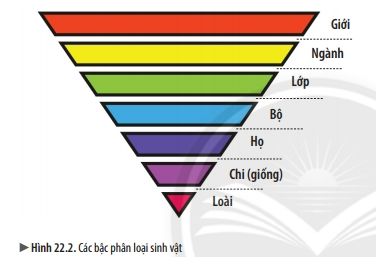 Giới
Ngành
Lớp
Bộ
Họ
Chi (giống)
Loài
▶ Hình 22.2. Các bậc phân loại sinh vật